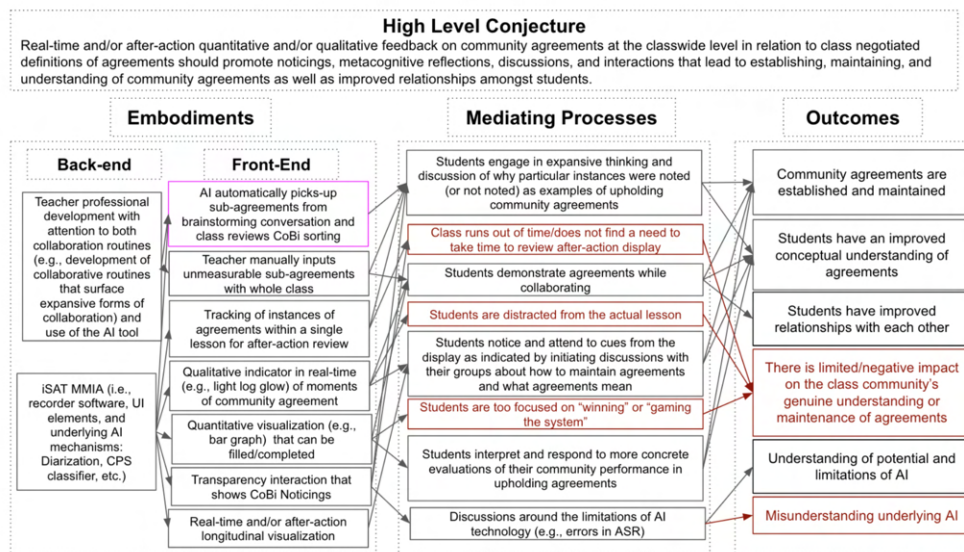 High Level Conjecture
Real-time and/or after-action quantitative and/or qualitative feedback on community agreements at the classwide level in relation to class negotiated
definitions of agreements should promote noticings, metacognitive reflections, discussions, and interactions that lead to establishing, maintaining, and
understanding of community agreements as well as improved relationships amongst students.
Embodiments
Back-end
Teacher professional
development with
attention to both
collaboration routines
(e.g., development of
collaborative routines
that surface
expansive forms of
collaboration) and
use of the AI tool
iSAT MMIA (i.e.,
recorder software, UI
elements, and
underlying AI
mechanisms:
Diarization, CPS
classifier, etc.)
Front-End
AI automatically picks-up
sub-agreements from
brainstorming conversation and
class reviews CoBi sorting
Teacher manually inputs
unmeasurable sub-agreements
with whole class
Tracking of instances of
agreements within a single
lesson for after-action review
Qualitative indicator in real-time
(e.g., light log glow) of moments
of community agreement
Quantitative visualization (e.g.,
bar graph) that can be
filled/completed
Transparency interaction that
shows CoBi Noticings
Real-time and/or after-action
longitudinal visualization
Mediating Processes
Students engage in expansive thinking and
discussion of why particular instances were noted
(or not noted) as examples of upholding
community agreements
Class runs out of time/does not find a need to
take time to review after-action display
Students demonstrate agreements while
collaborating
Students are distracted from the actual lesson
Students notice and attend to cues from the
display as indicated by initiating discussions with
their groups about how to maintain agreements
and what agreements mean
Students are too focused on “winning” or “gaming
the system”
Students interpret and respond to more concrete
evaluations of their community performance in
upholding agreements
Discussions around the limitations of AI
technology (e.g., errors in ASR)
Outcomes
Community agreements are
established and maintained
Students have an improved
conceptual understanding of
agreements
Students have improved
relationships with each other
There is limited/negative impact
on the class community's
genuine understanding or
maintenance of agreements
Understanding of potential and
limitations of AI
Misunderstanding underlying AI